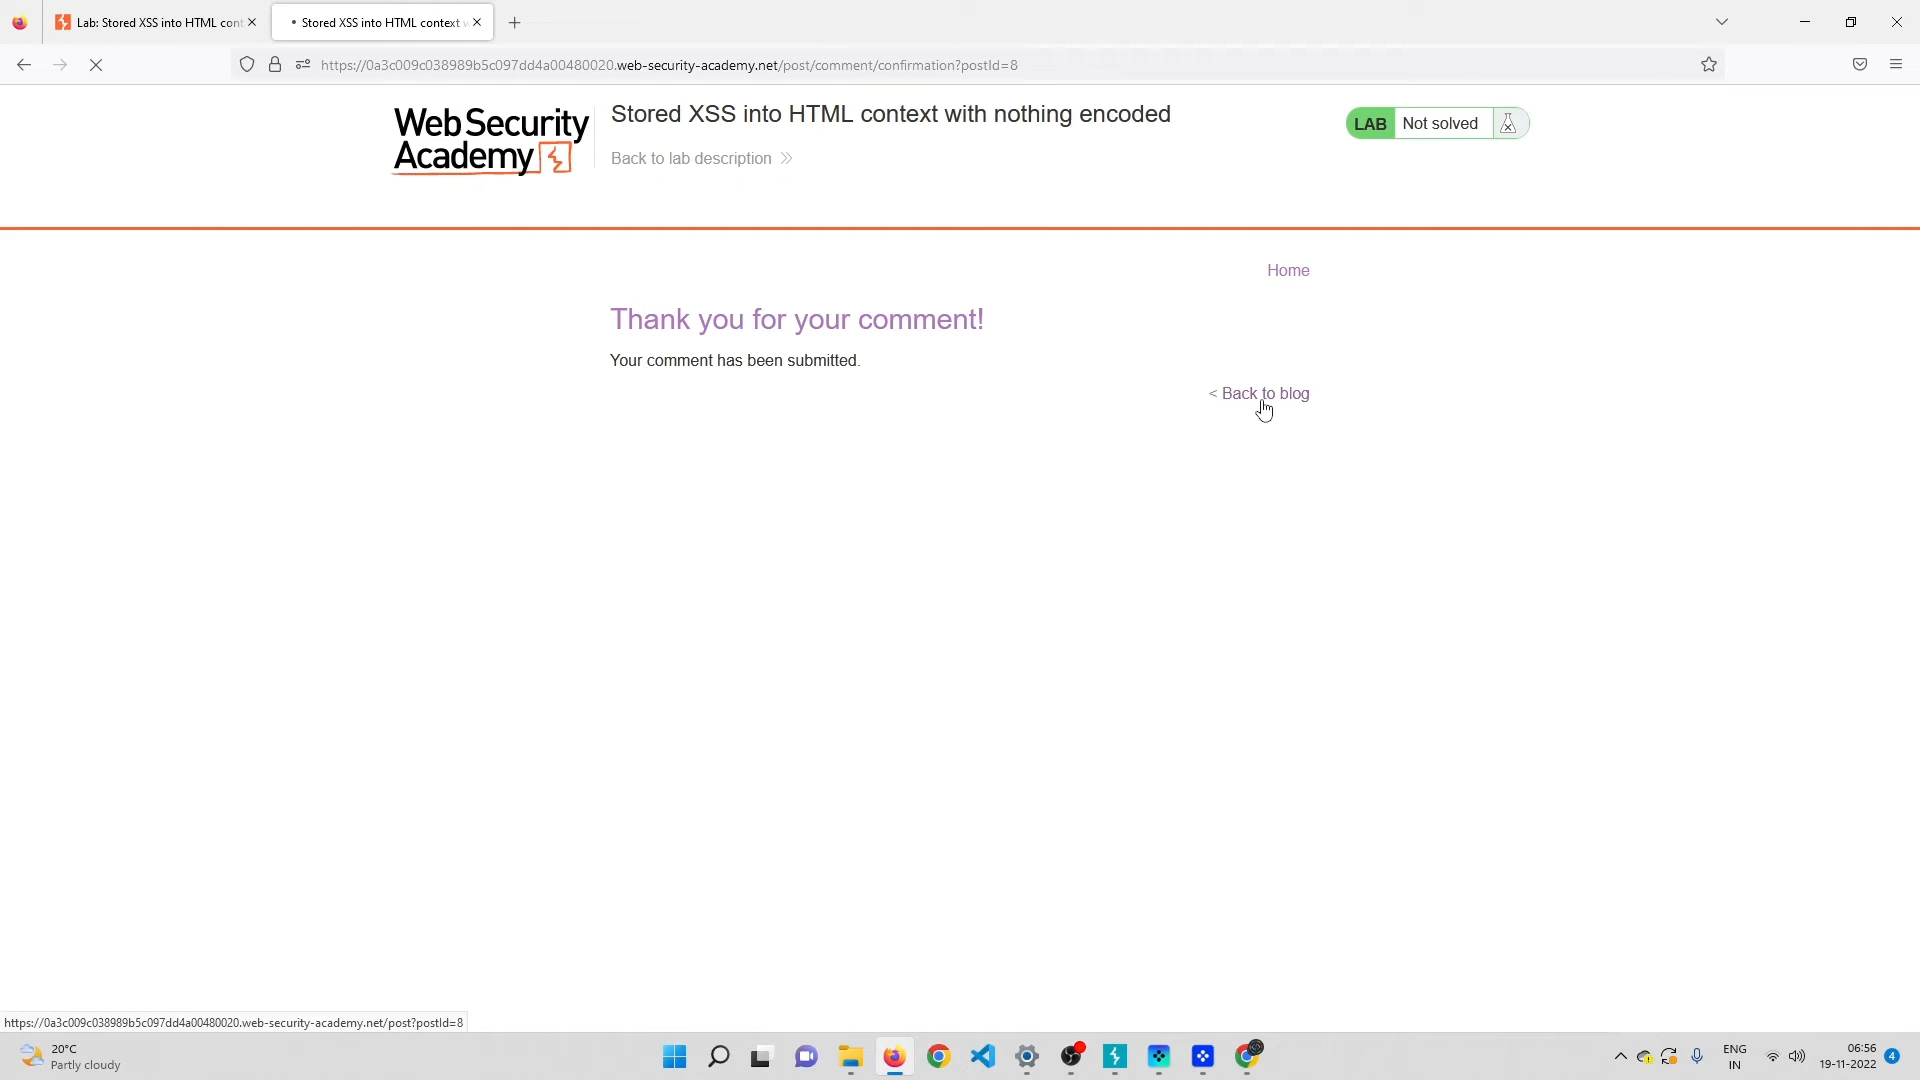 Lab: Stored XSS into HTML cont
Stored XSS into HTML context w
https://0a3c009c038989b5c097dd4a00480020.web-security-academy.net/post/comment/confirmation?postId=8
WebSecurity
Academy
Stored XSS into HTML context with nothing encoded
Back to lab description
LAB
Not solved
Home
Thank you for your comment!
Your comment has been submitted.
< Back to blog
https://0a3c009c038989b5c097dd4a00480020.web-security-academy.net/post?postId=8
20°C
Partly cloudy
ENG
IN
06:56
19-11-2022
4